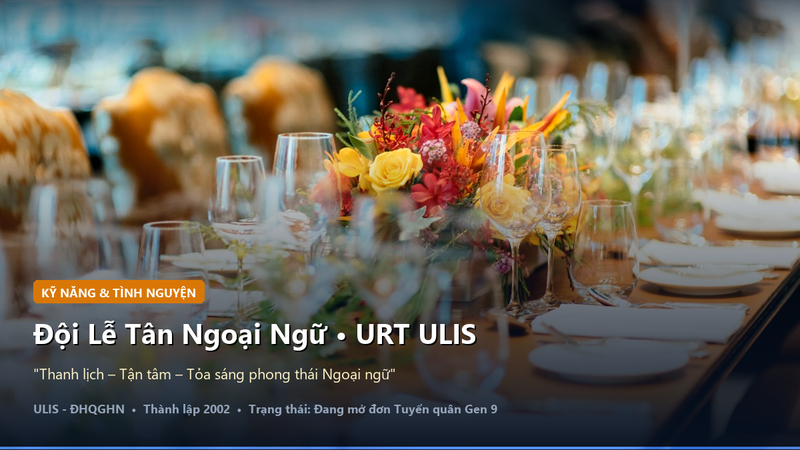 KỸ NĂNG & TÌNH NGUYỆN
Đội Lễ Tân Ngoại Ngữ • URT ULIS
"Thanh lịch – Tận tâm – Tỏa sáng phong thái Ngoại ngữ"
ULIS - ĐHQGHN • Thành lập 2002 • Trạng thái: Đang mở đơn Tuyển quân Gen 9